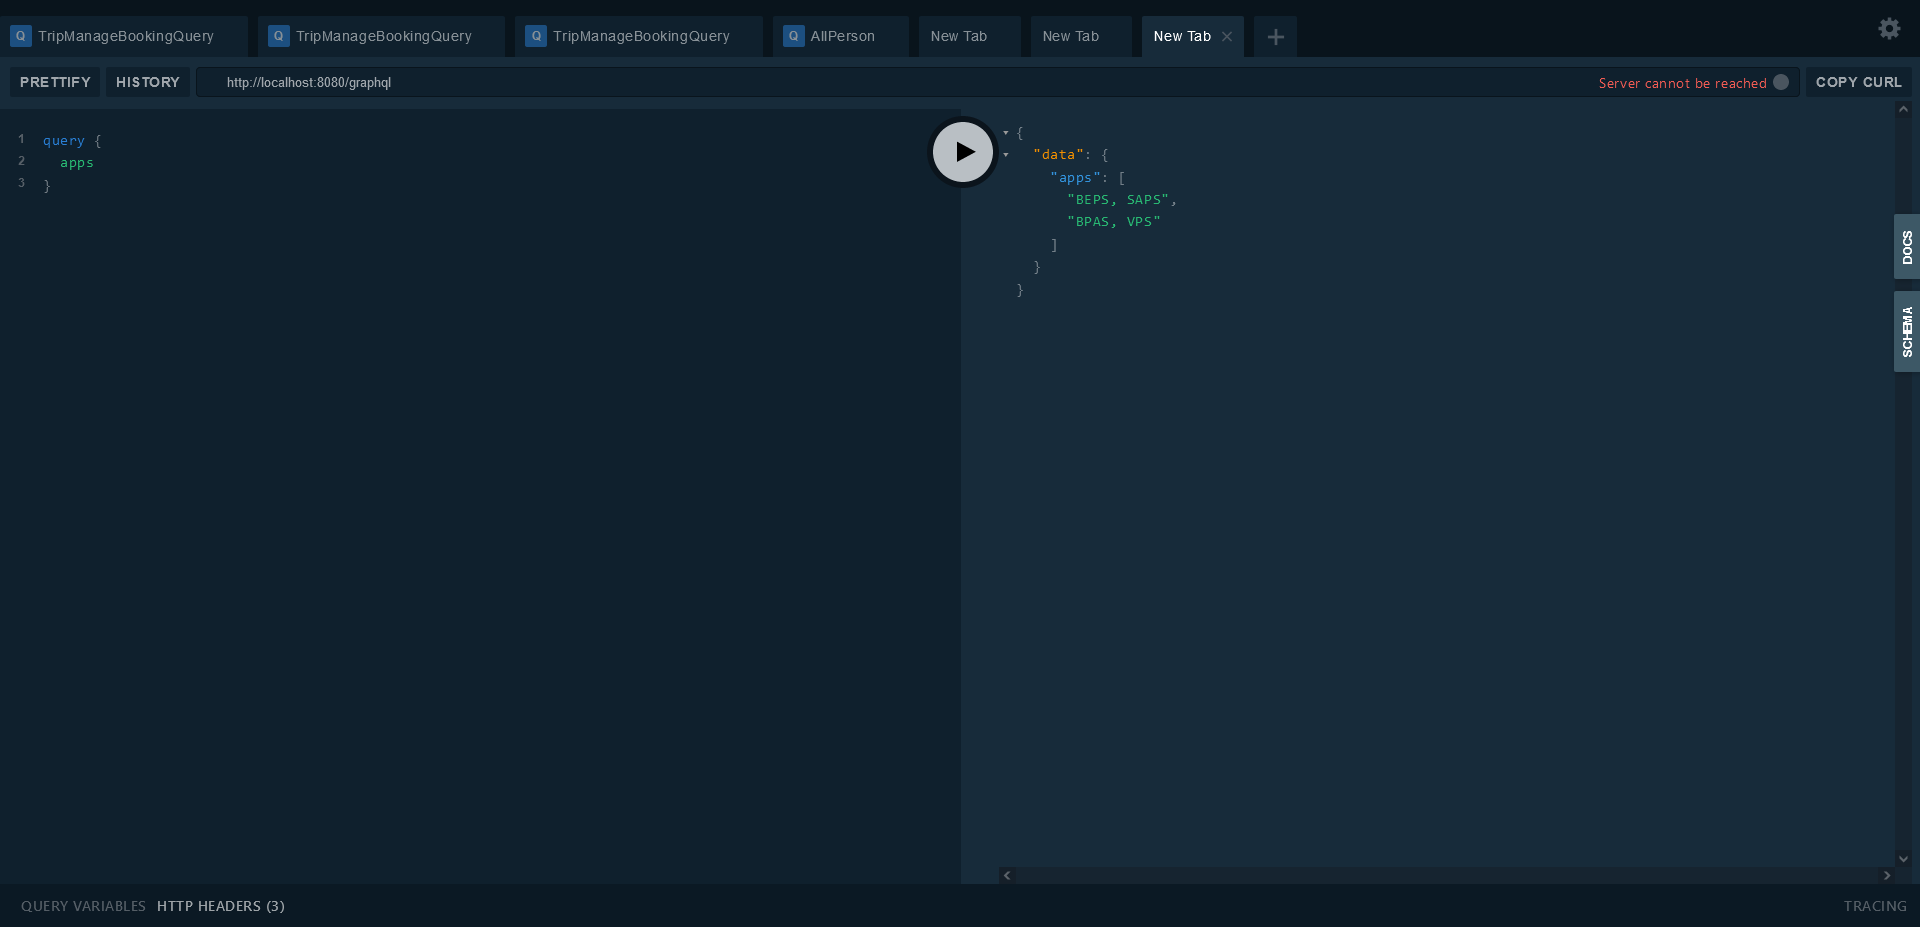 Q TripManageBookingQuery Q TripManageBookingQuery Q TripManageBookingQuery Q AllPerson New Tab New Tab New Tab
PRETTIFY HISTORY http://localhost:8080/graphql Server cannot be reached COPY CURL
1 query {
2 apps
3 }
{
"data": {
"apps": [
"BEPS, SAPS",
"BPAS, VPS"
]
}
}
DOCS
SCHEMA
QUERY VARIABLES HTTP HEADERS (3) TRACING